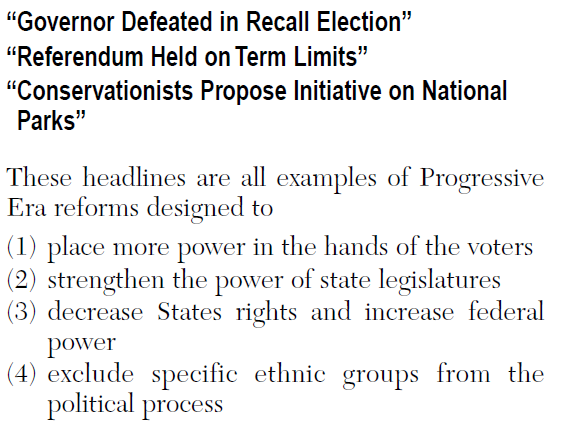 “Governor Defeated in Recall Election”
“Referendum Held on Term Limits”
“Conservationists Propose Initiative on National
Parks”
These headlines are all examples of Progressive
Era reforms designed to
(1) place more power in the hands of the voters
(2) strengthen the power of state legislatures
(3) decrease States rights and increase federal
power
(4) exclude specific ethnic groups from the
political process